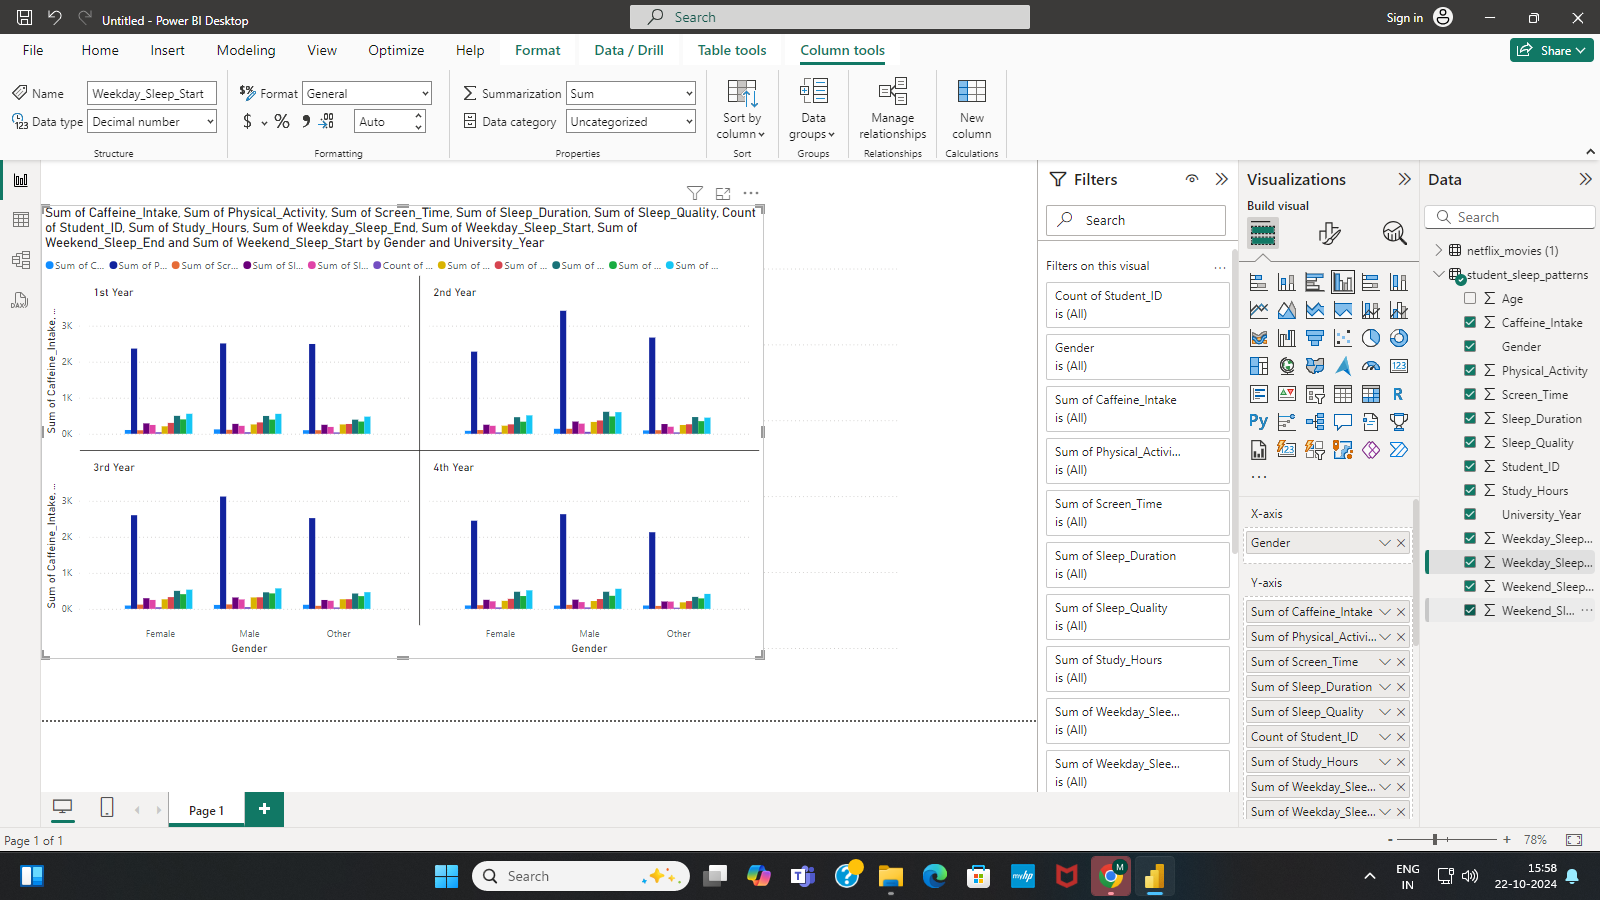 Untitled - Power BI Desktop
Search
Sign in
File
Home
Insert
Modeling
View
Optimize
Help
Format
Data / Drill
Table tools
Column tools
Share
Name
Weekday_Sleep_Start
Data type
Decimal number
Structure
Format
General
$
%
Auto
Formatting
Summarization
Sum
Data category
Uncategorized
Properties
Sort by
column
Sort
Data
groups
Groups
Manage
relationships
Relationships
New
column
Calculations
Sum of Caffeine_Intake, Sum of Physical_Activity, Sum of Screen_Time, Sum of Sleep_Duration, Sum of Sleep_Quality, Count
of Student_ID, Sum of Study_Hours, Sum of Weekday_Sleep_End, Sum of Weekday_Sleep_Start, Sum of
Weekend_Sleep_End and Sum of Weekend_Sleep_Start by Gender and University_Year
Sum of C... Sum of P... Sum of Scr... Sum of Sl... Sum of Sl... Count of ... Sum of ... Sum of ... Sum of ... Sum of ... Sum of ...
1st Year
2nd Year
Sum of Caffeine_Intake, ...
3K
2K
1K
0K
3rd Year
4th Year
Sum of Caffeine_Intake, ...
3K
2K
1K
0K
Female
Male
Other
Female
Male
Other
Gender
Gender
Filters
Search
Filters on this visual
...
Count of Student_ID
is (All)
Gender
is (All)
Sum of Caffeine_Intake
is (All)
Sum of Physical_Activi...
is (All)
Sum of Screen_Time
is (All)
Sum of Sleep_Duration
is (All)
Sum of Sleep_Quality
is (All)
Sum of Study_Hours
is (All)
Sum of Weekday_Slee...
is (All)
Sum of Weekday_Slee...
is (All)
Visualizations
Build visual
123
R
Py
123
...
X-axis
Gender
Y-axis
Sum of Caffeine_Intake
Sum of Physical_Activi...
Sum of Screen_Time
Sum of Sleep_Duration
Sum of Sleep_Quality
Count of Student_ID
Sum of Study_Hours
Sum of Weekday_Slee...
Sum of Weekday_Slee...
Data
Search
netflix_movies (1)
student_sleep_patterns
Age
Caffeine_Intake
Gender
Physical_Activity
Screen_Time
Sleep_Duration
Sleep_Quality
Student_ID
Study_Hours
University_Year
Weekday_Sleep...
Weekday_Sleep...
Weekend_Sleep...
Weekend_Sl...
Page 1
+
Page 1 of 1
- + 78%
Search
ENG
IN
15:58
22-10-2024